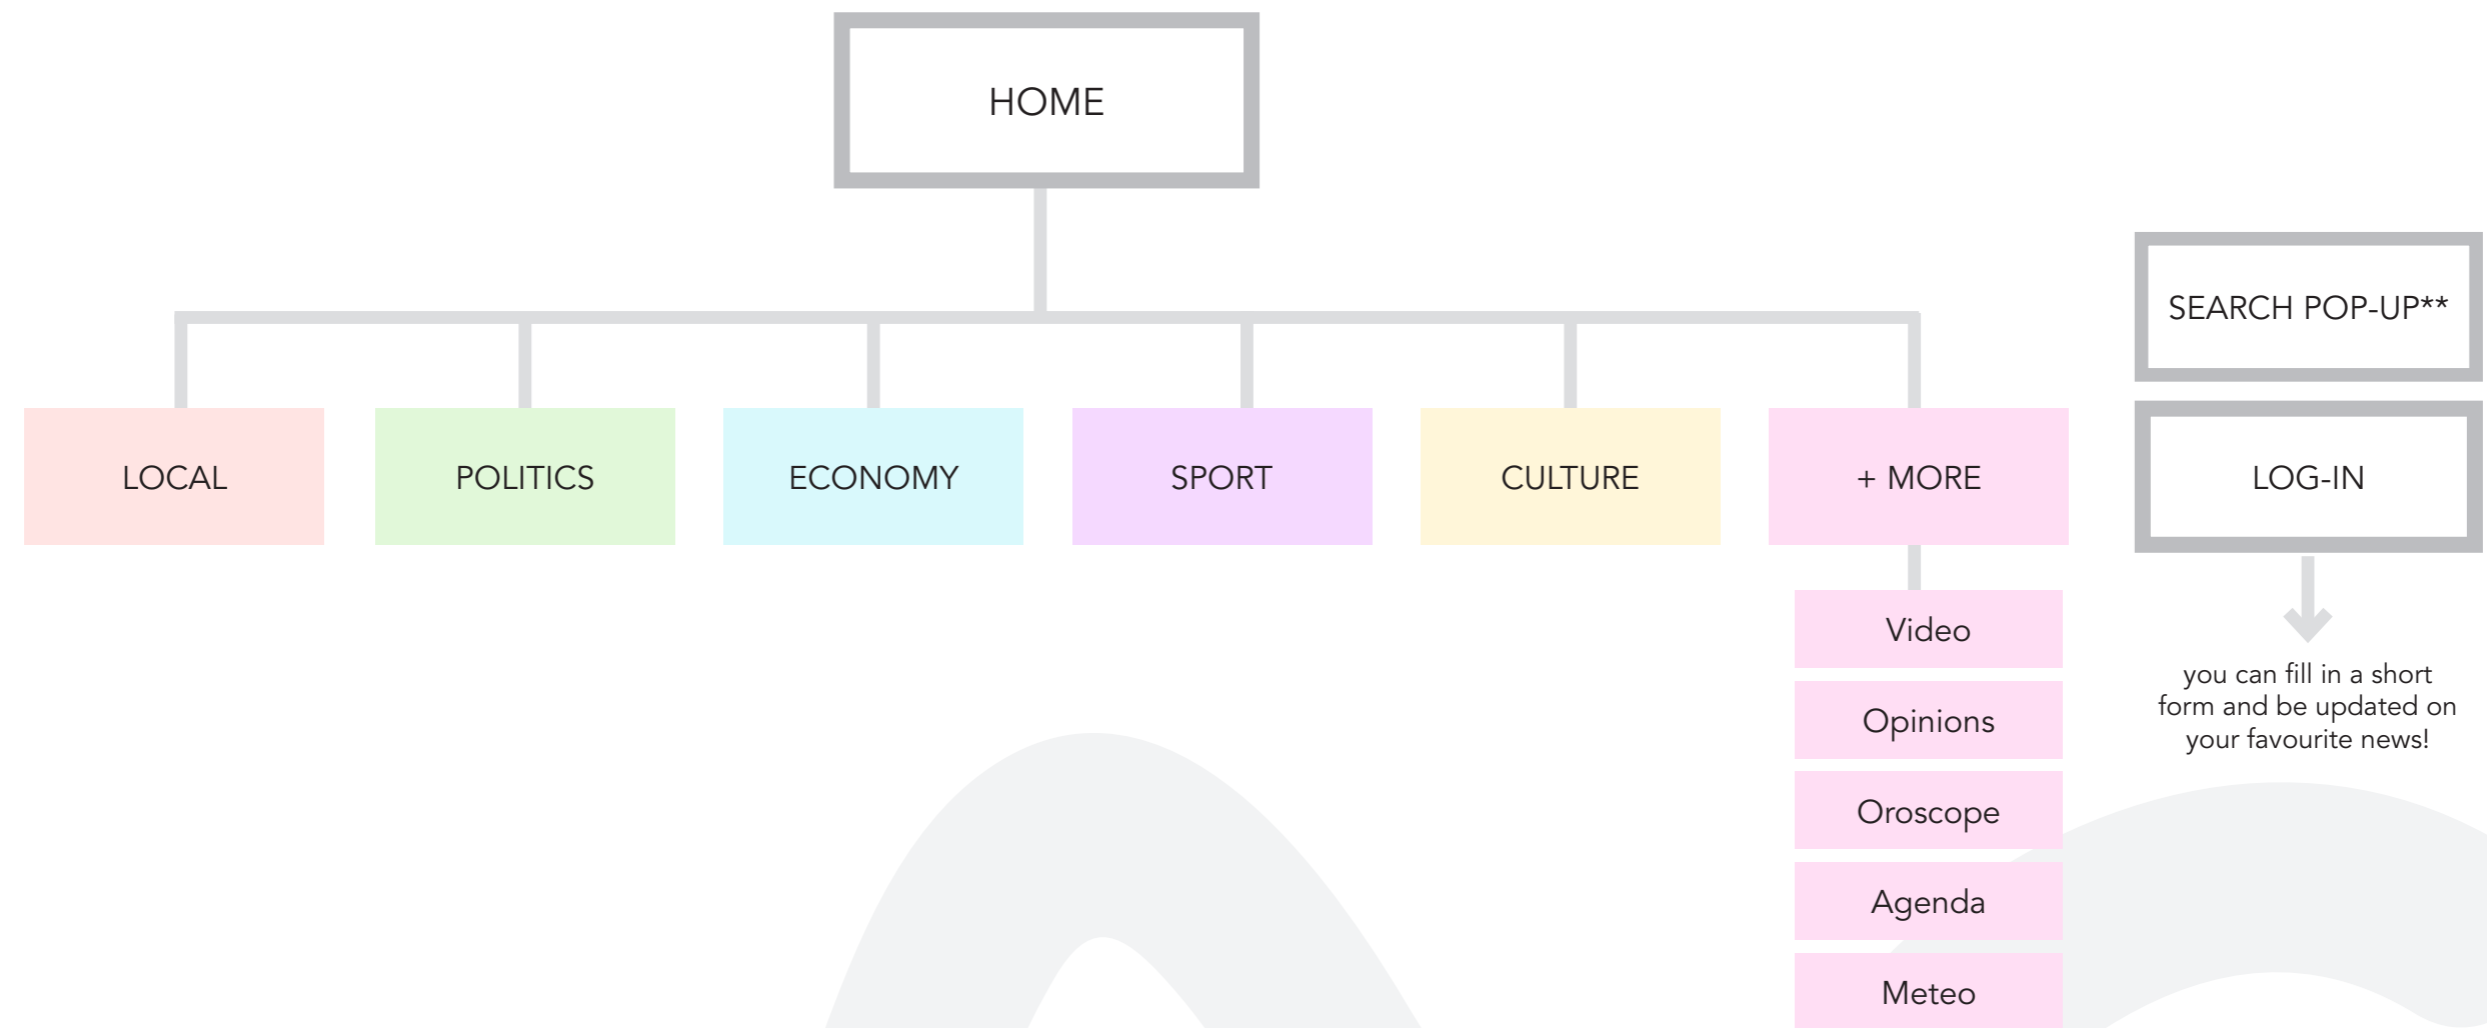 HOME
SEARCH POP-UP**
LOCAL
POLITICS
ECONOMY
SPORT
CULTURE
+ MORE
LOG-IN
Video
Opinions
Oroscope
Agenda
Meteo
you can fill in a short
form and be updated on
your favourite news!